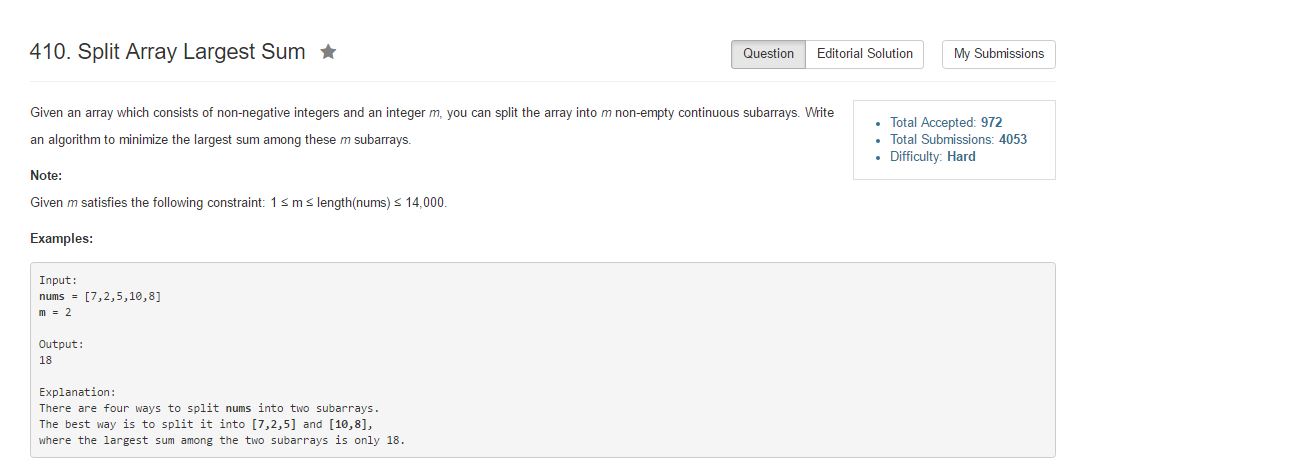 410. Split Array Largest Sum
Question
Editorial Solution
My Submissions
Given an array which consists of non-negative integers and an integer m, you can split the array into m non-empty continuous subarrays. Write
an algorithm to minimize the largest sum among these m subarrays.
Total Accepted: 972
Total Submissions: 4053
Difficulty: Hard
Note:
Given m satisfies the following constraint: 1 ≤ m ≤ length(nums) ≤ 14,000.
Examples:
Input:
nums = [7,2,5,10,8]
m = 2
Output:
18
Explanation:
There are four ways to split nums into two subarrays.
The best way is to split it into [7,2,5] and [10,8],
where the largest sum among the two subarrays is only 18.